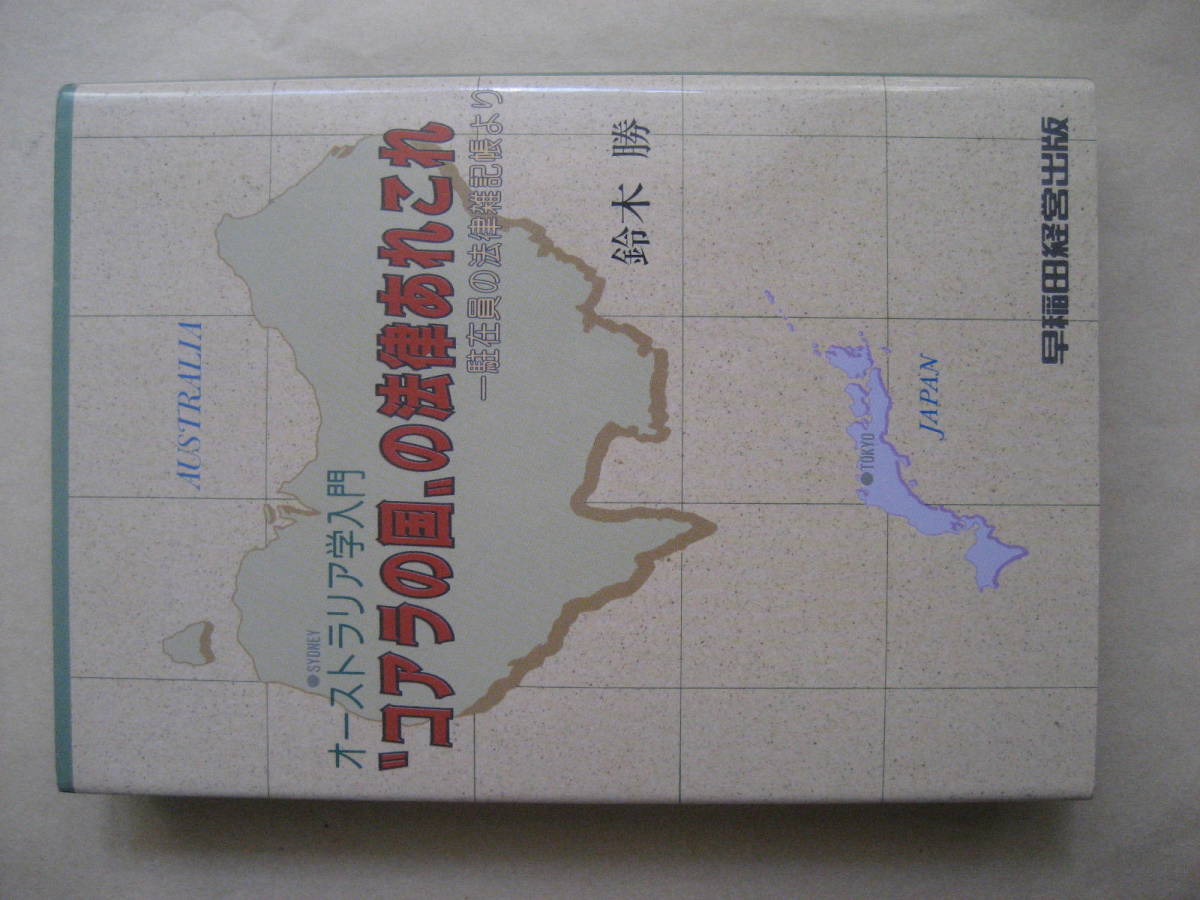 AUSTRALIA
●SYDNEY
オーストラリア学入門
〝コアラの国〟の法律あれこれ
一駐在員の法律雑記帳より
鈴木 勝
●TOKYO
JAPAN
早稲田経営出版